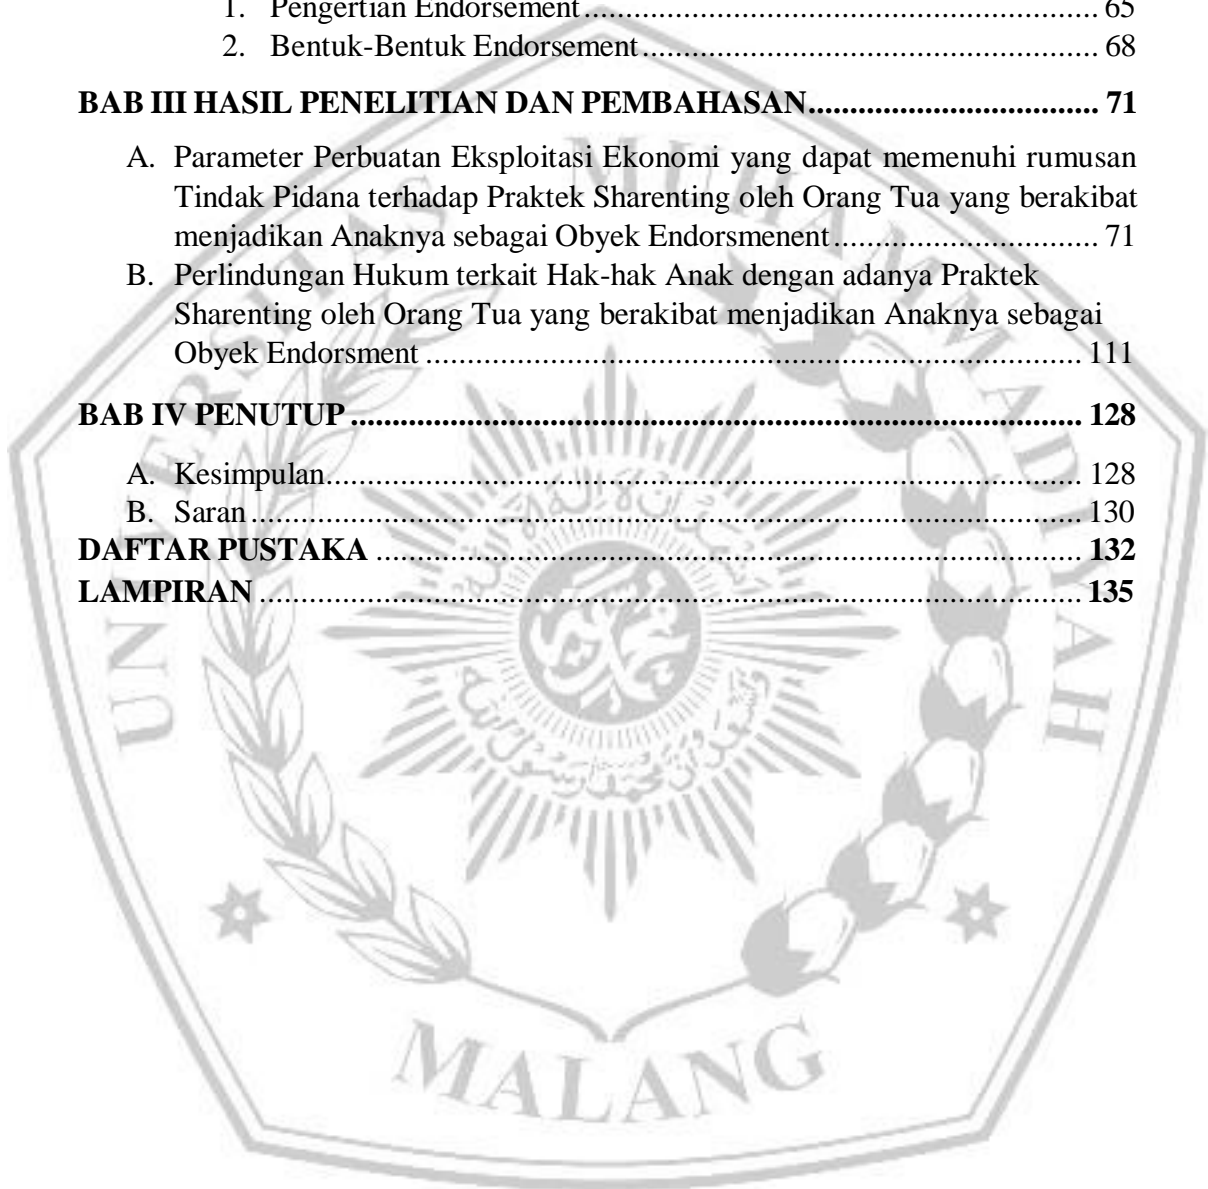 1. Pengertian Endorsement........................................................................ 65
2. Bentuk-Bentuk Endorsement................................................................ 68
BAB III HASIL PENELITIAN DAN PEMBAHASAN.................................. 71
A. Parameter Perbuatan Eksploitasi Ekonomi yang dapat memenuhi rumusan
Tindak Pidana terhadap Praktek Sharenting oleh Orang Tua yang berakibat
menjadikan Anaknya sebagai Obyek Endorsmenent.................................. 71
B. Perlindungan Hukum terkait Hak-hak Anak dengan adanya Praktek
Sharenting oleh Orang Tua yang berakibat menjadikan Anaknya sebagai
Obyek Endorsment .................................................................................... 111
BAB IV PENUTUP ....................................................................................... 128
A. Kesimpulan................................................................................................ 128
B. Saran ......................................................................................................... 130
DAFTAR PUSTAKA .................................................................................... 132
LAMPIRAN .................................................................................................. 135
UNIVERSITAS MUHAMMADIYAH
MALANG